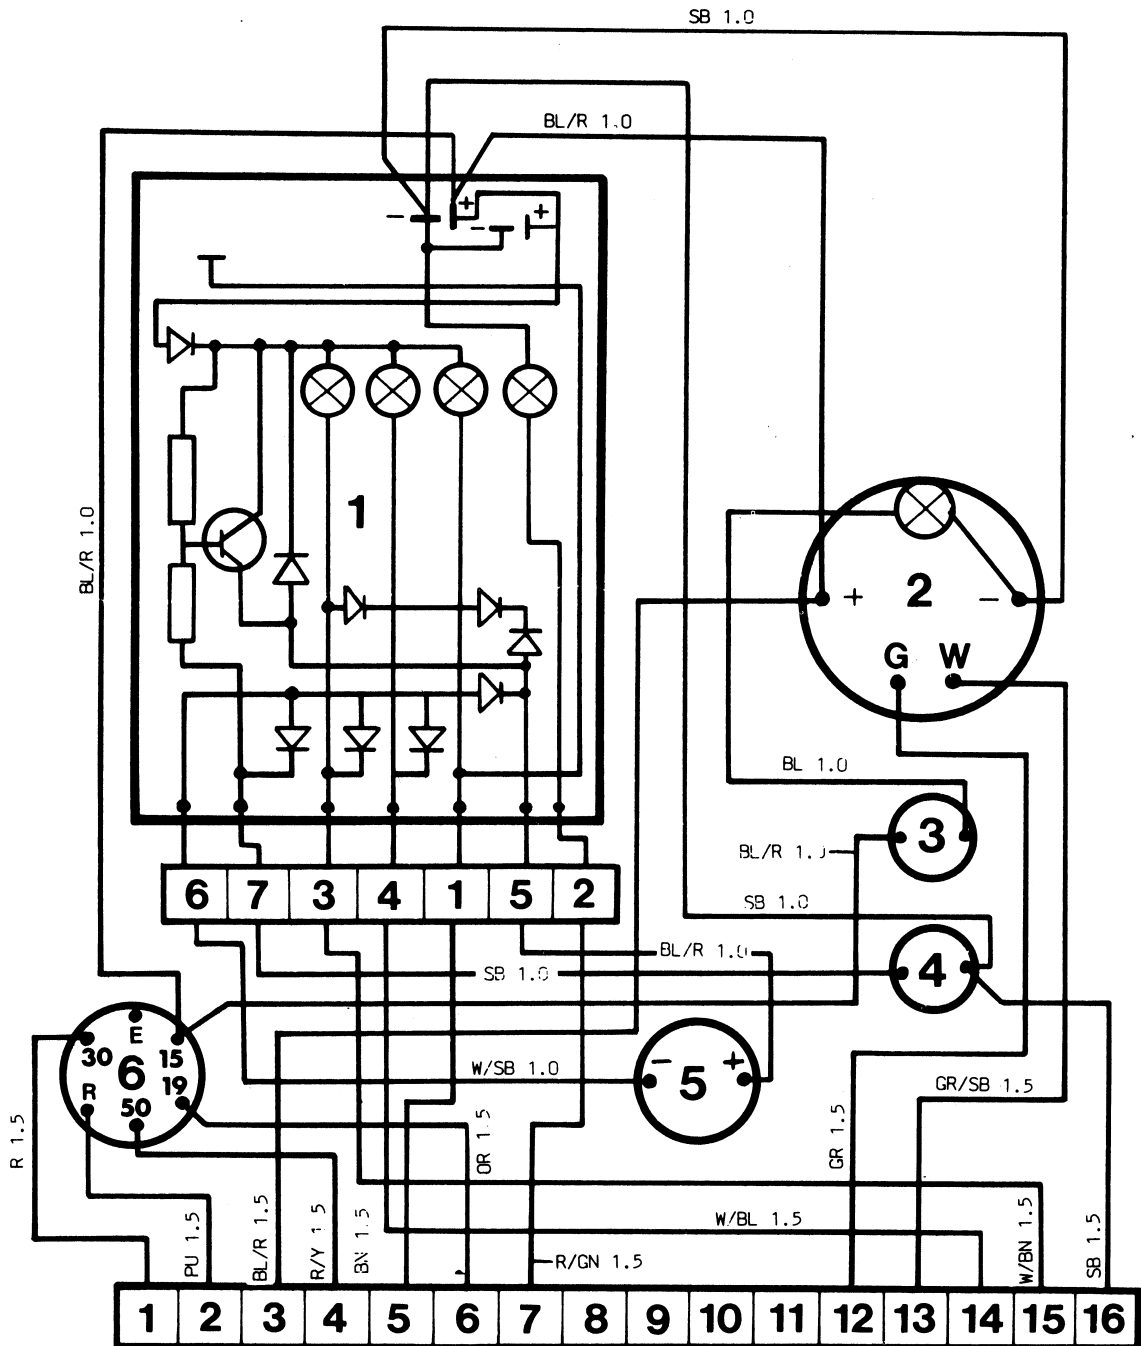 SB 1.0
BL/R 1.0
+
+
-
-
BL/R 1.0
1
2
+
-
G W
BL 1.0
3
BL/R 1.0
6 7 3 4 1 5 2
SB 1.0
BL/R 1.0
SB 1.0
4
E
30
15
6
R
19
50
-
+
5
W/SB 1.0
GR/SB 1.5
R 1.5
OR 1.5
GR 1.5
PU 1.5
BL/R 1.5
R/Y 1.5
BN 1.5
W/BL 1.5
R/GN 1.5
W/BN 1.5
SB 1.5
1 2 3 4 5 6 7 8 9 10 11 12 13 14 15 16